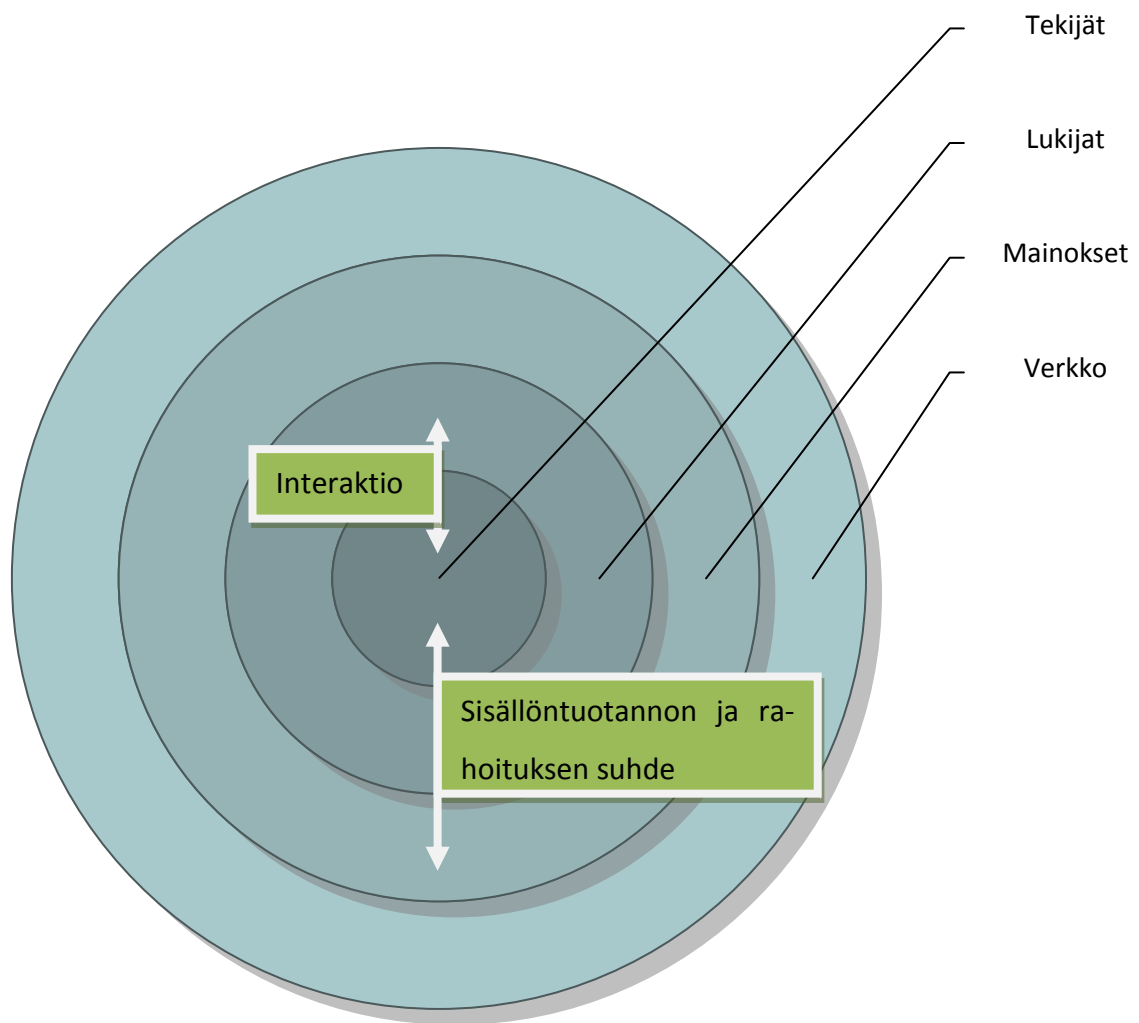 Tekijät
Lukijat
Mainokset
Verkko
Interaktio
Sisällöntuotannon ja ra-
hoituksen suhde